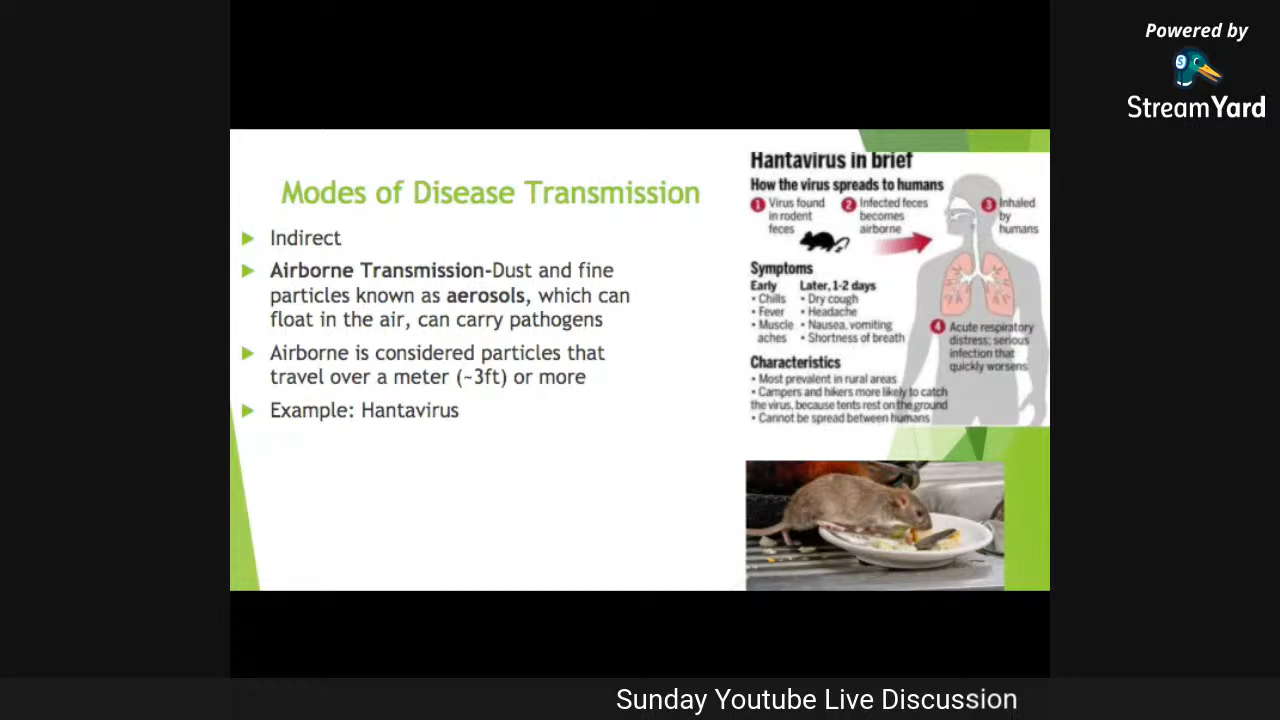 Powered by
StreamYard
Modes of Disease Transmission
Indirect
Airborne Transmission-Dust and fine
particles known as aerosols, which can
float in the air, can carry pathogens
Airborne is considered particles that
travel over a meter (~3ft) or more
Example: Hantavirus
Hantavirus in brief
How the virus spreads to humans
1 Virus found
in rodent
feces
2 Infected feces
becomes
airborne
3 Inhaled
by
humans
Symptoms
Early
• Chills
• Fever
• Muscle
aches
Later, 1-2 days
• Dry cough
• Headache
• Nausea, vomiting
• Shortness of breath
4 Acute respiratory
distress; serious
infection that
quickly worsens
Characteristics
• Most prevalent in rural areas
• Campers and hikers more likely to catch
the virus, because tents rest on the ground
• Cannot be spread between humans
Sunday Youtube Live Discussion